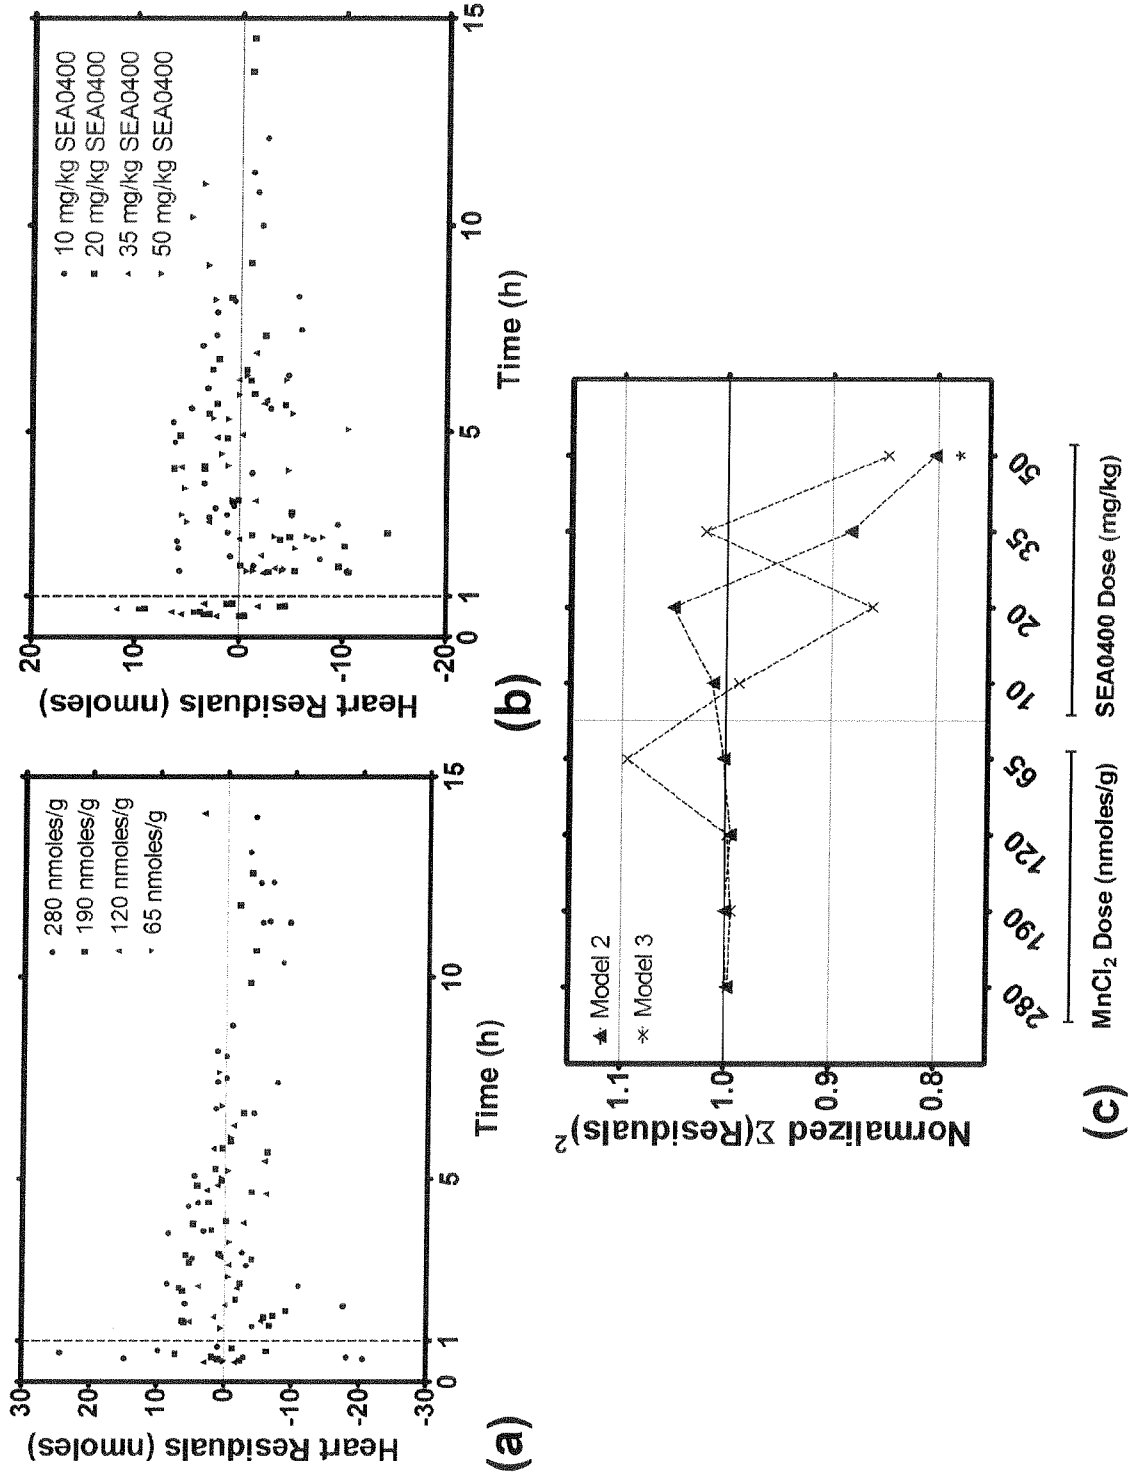 30
20
10
0
-10
-20
-30
Heart Residuals (nmoles)
0
1
5
10
15
Time (h)
280 nmoles/g
190 nmoles/g
120 nmoles/g
65 nmoles/g
(a)
20
10
0
-10
-20
Heart Residuals (nmoles)
0
1
5
10
15
Time (h)
10 mg/kg SEA0400
20 mg/kg SEA0400
35 mg/kg SEA0400
50 mg/kg SEA0400
(b)
1.1
1.0
0.9
0.8
Normalized Σ(Residuals)²
Model 2
Model 3
*
280
190
120
65
10
20
35
50
MnCl₂ Dose (nmoles/g)
SEA0400 Dose (mg/kg)
(c)